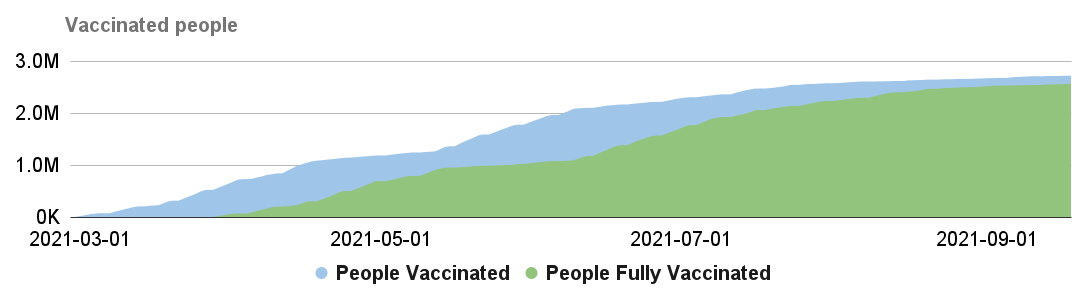 Vaccinated people
3.0M
2.0M
1.0M
0K
2021-03-01 2021-05-01 2021-07-01 2021-09-01
People Vaccinated People Fully Vaccinated